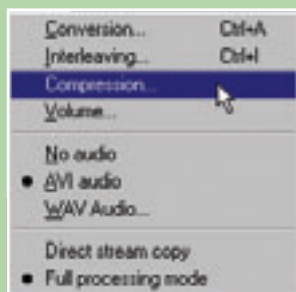 Conversion... Ctrl+A
Interleaving... Ctrl+I
Compression...
Volume...
No audio
AVI audio
WAV Audio...
Direct stream copy
Full processing mode